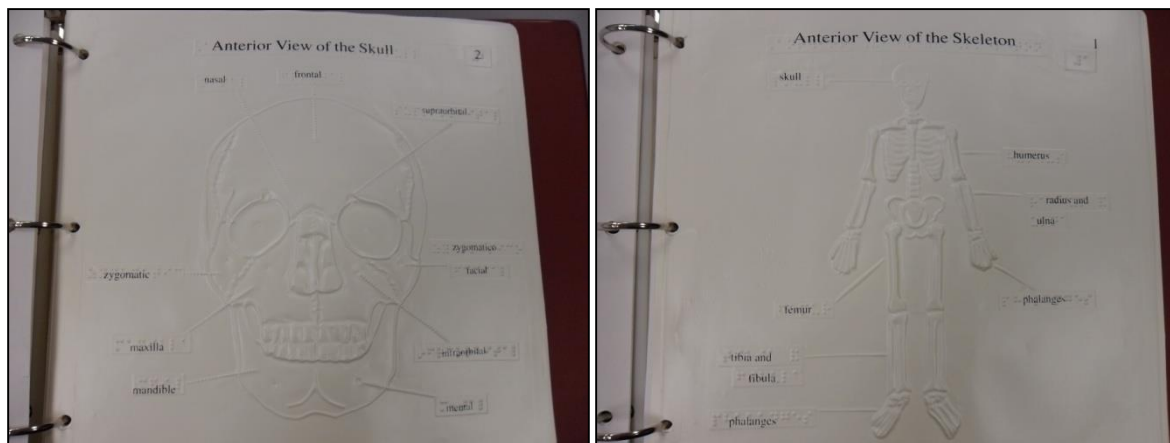 Anterior View of the Skull
2
nasal
frontal
supraorbital
zygomatico
facial
zygomatic
maxilla
infraorbital
mandible
mental
Anterior View of the Skeleton
1
skull
humerus
radius and
ulna
femur
phalanges
tibia and
fibula
phalanges